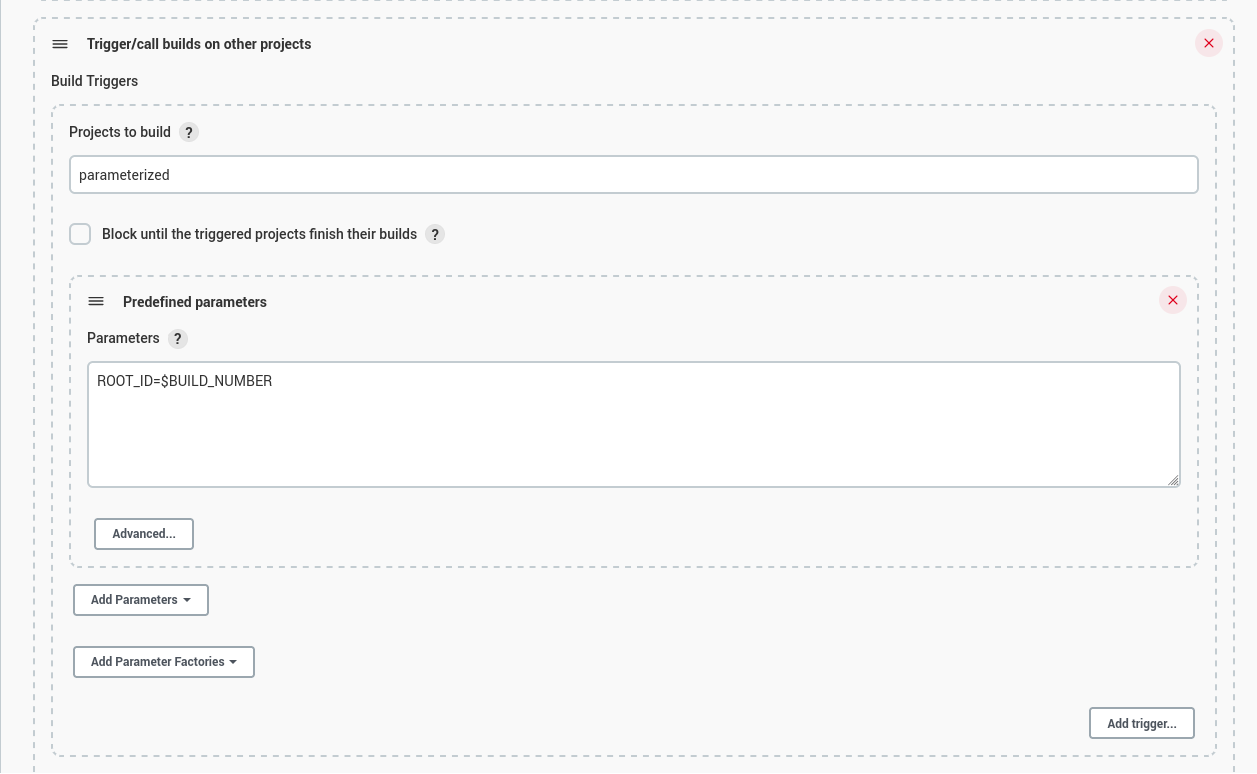 Trigger/call builds on other projects
Build Triggers
Projects to build ?
parameterized
Block until the triggered projects finish their builds ?
Predefined parameters
Parameters ?
ROOT_ID=$BUILD_NUMBER
Advanced...
Add Parameters
Add Parameter Factories
Add trigger...